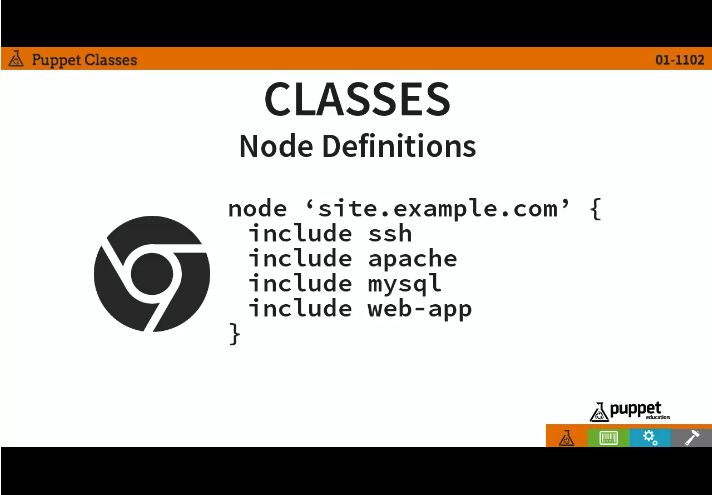 Puppet Classes
01-1102
CLASSES
Node Definitions
node ‘site.example.com’ {
include ssh
include apache
include mysql
include web-app
}
puppet
education